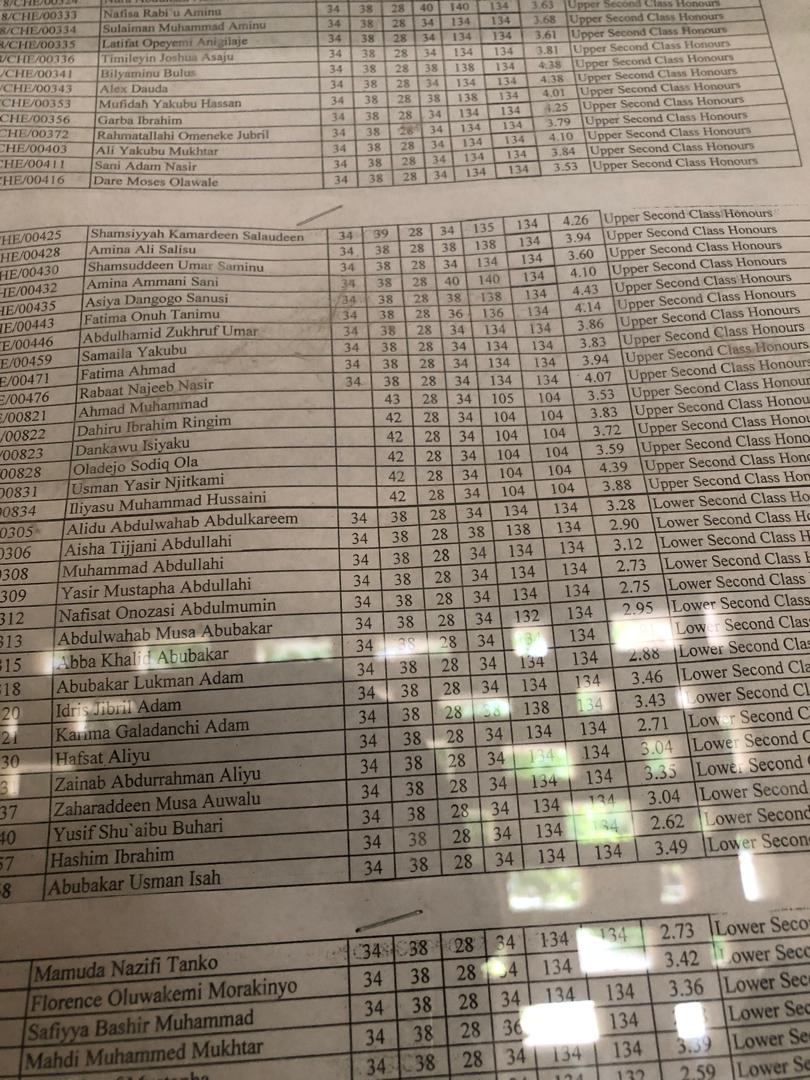 8/CHE/00333 Nafisa Rabi`u Aminu 34 38 28 40 140 134 3.63 Upper Second Class Honours
8/CHE/00334 Sulaiman Muhammad Aminu 34 38 28 34 134 134 3.68 Upper Second Class Honours
8/CHE/00335 Latifat Opeyemi Anigilaje 34 38 28 34 134 134 3.61 Upper Second Class Honours
/CHE/00336 Timileyin Joshua Asaju 34 38 28 34 134 134 3.81 Upper Second Class Honours
/CHE/00341 Bilyaminu Bulus 34 38 28 38 138 134 4.38 Upper Second Class Honours
/CHE/00343 Alex Dauda 34 38 28 34 134 134 4.38 Upper Second Class Honours
/CHE/00353 Mufidah Yakubu Hassan 34 38 28 38 138 134 4.01 Upper Second Class Honours
CHE/00356 Garba Ibrahim 34 38 28 34 134 134 4.25 Upper Second Class Honours
CHE/00372 Rahmatallahi Omeneke Jubril 34 38 28 34 134 134 3.79 Upper Second Class Honours
CHE/00403 Ali Yakubu Mukhtar 34 38 28 34 134 134 4.10 Upper Second Class Honours
CHE/00411 Sani Adam Nasir 34 38 28 34 134 134 3.84 Upper Second Class Honours
HE/00416 Dare Moses Olawale 34 38 28 34 134 134 3.53 Upper Second Class Honours
HE/00425 Shamsiyyah Kamardeen Salaudeen 34 39 28 34 135 134 4.26 Upper Second Class Honours
HE/00428 Amina Ali Salisu 34 38 28 38 138 134 3.94 Upper Second Class Honours
HE/00430 Shamsuddeen Umar Saminu 34 38 28 34 134 134 3.60 Upper Second Class Honours
HE/00432 Amina Ammani Sani 34 38 28 40 140 134 4.10 Upper Second Class Honours
IE/00435 Asiya Dangogo Sanusi 34 38 28 38 138 134 4.43 Upper Second Class Honours
IE/00443 Fatima Onuh Tanimu 34 38 28 36 136 134 4.14 Upper Second Class Honours
E/00446 Abdulhamid Zukhruf Umar 34 38 28 34 134 134 3.86 Upper Second Class Honours
E/00459 Samaila Yakubu 34 38 28 34 134 134 3.83 Upper Second Class Honours
E/00471 Fatima Ahmad 34 38 28 34 134 134 3.94 Upper Second Class Honours
E/00476 Rabaat Najeeb Nasir 34 38 28 34 134 134 4.07 Upper Second Class Honours
/00821 Ahmad Muhammad 43 28 34 105 104 3.53 Upper Second Class Honou
/00822 Dahiru Ibrahim Ringim 42 28 34 104 104 3.83 Upper Second Class Honou
/00823 Dankawu Isiyaku 42 28 34 104 104 3.72 Upper Second Class Honou
00828 Oladejo Sodiq Ola 42 28 34 104 104 3.59 Upper Second Class Hono
00831 Usman Yasir Njitkami 42 28 34 104 104 4.39 Upper Second Class Hono
00834 Iliyasu Muhammad Hussaini 42 28 34 104 104 3.88 Upper Second Class Hon
0305 Alidu Abdulwahab Abdulkareem 34 38 28 34 134 134 3.28 Lower Second Class Ho
0306 Aisha Tijjani Abdullahi 34 38 28 38 138 134 2.90 Lower Second Class Ho
0308 Muhammad Abdullahi 34 38 28 34 134 134 3.12 Lower Second Class H
309 Yasir Mustapha Abdullahi 34 38 28 34 134 134 2.73 Lower Second Class H
312 Nafisat Onozasi Abdulmumin 34 38 28 34 134 134 2.75 Lower Second Class
313 Abdulwahab Musa Abubakar 34 38 28 34 132 134 2.95 Lower Second Class
315 Abba Khalid Abubakar 34 38 28 34 134 Lower Second Clas
318 Abubakar Lukman Adam 34 38 28 34 134 134 2.88 Lower Second Clas
20 Idris Jibril Adam 34 38 28 34 134 134 3.46 Lower Second Cla
21 Karima Galadanchi Adam 34 38 28 38 138 134 3.43 Lower Second Cl
30 Hafsat Aliyu 34 38 28 34 134 134 2.71 Lower Second C
3 Zainab Abdurrahman Aliyu 34 38 28 34 134 134 3.04 Lower Second C
37 Zaharaddeen Musa Auwalu 34 38 28 34 134 134 3.35 Lower Second C
40 Yusif Shu`aibu Buhari 34 38 28 34 134 134 3.04 Lower Second
57 Hashim Ibrahim 34 38 28 34 134 134 2.62 Lower Second
8 Abubakar Usman Isah 34 38 28 34 134 134 3.49 Lower Secon
Mamuda Nazifi Tanko 34 38 28 34 134 134 2.73 Lower Seco
Florence Oluwakemi Morakinyo 34 38 28 34 134 3.42 Lower Seco
Safiyya Bashir Muhammad 34 38 28 34 134 134 3.36 Lower Sec
Mahdi Muhammed Mukhtar 34 38 28 36 134 Lower Sec
34 38 28 34 134 134 3.39 Lower Se
132 2.59 Lower Se